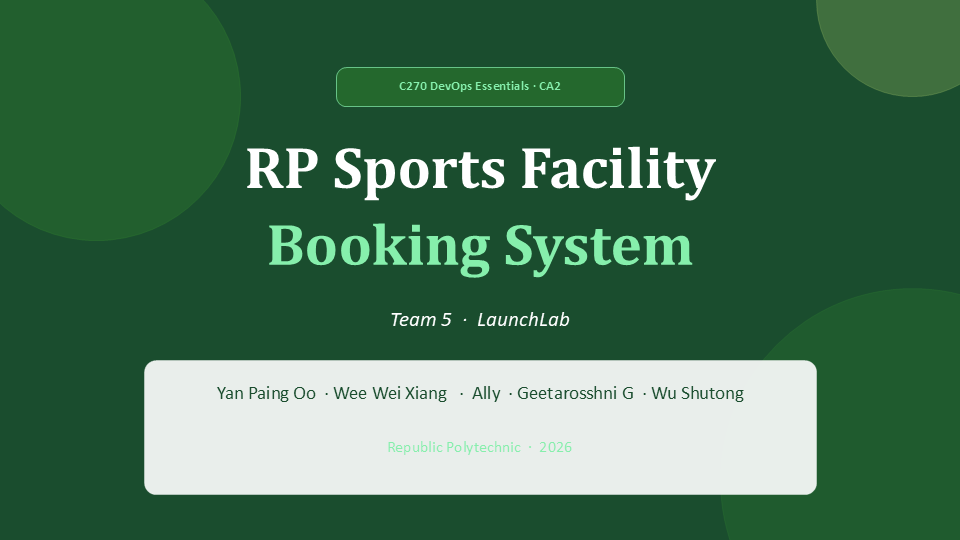 C270 DevOps Essentials · CA2
RP Sports Facility
Booking System
Team 5 · LaunchLab
Yan Paing Oo · Wee Wei Xiang · Ally · Geetarosshni G · Wu Shutong
Republic Polytechnic · 2026